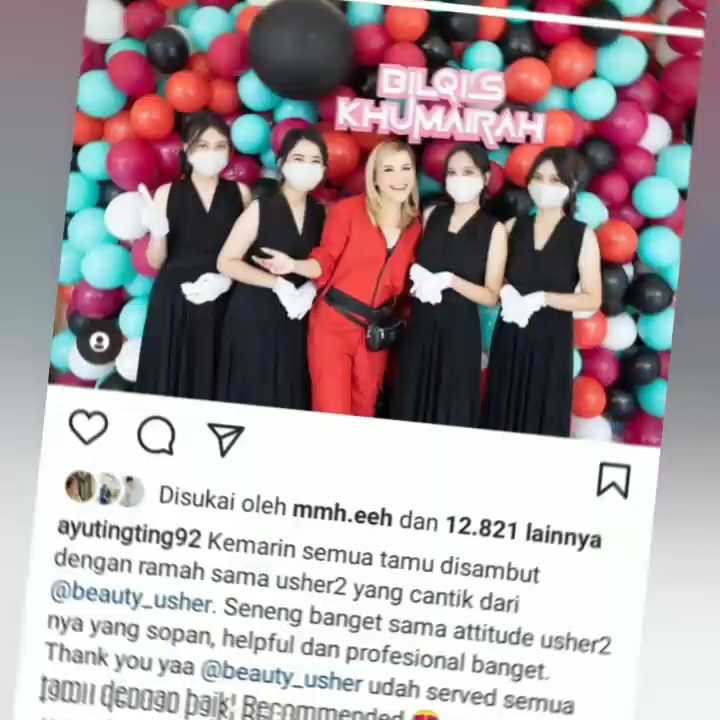 BILQIS
KHUMAIRAH
Disukai oleh mmh.eeh dan 12.821 lainnya
ayutingting92 Kemarin semua tamu disambut
dengan ramah sama usher2 yang cantik dari
@beauty_usher. Seneng banget sama attitude usher2
nya yang sopan, helpful dan profesional banget.
Thank you yaa @beauty_usher udah served semua
tamu dengan baik! Recommended